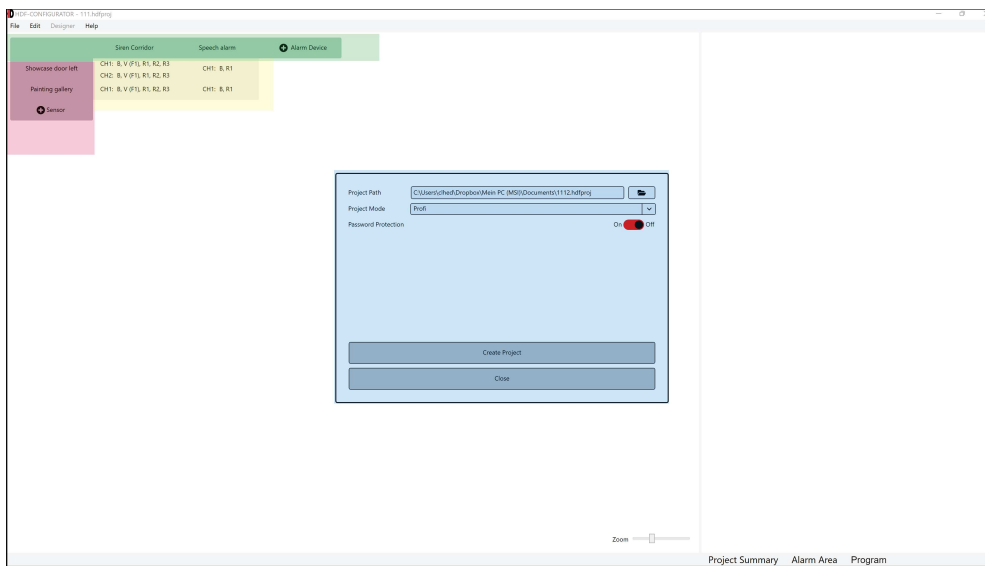 HDF-CONFIGURATOR - 111.hdfproj
File Edit Designer Help
Siren Corridor Speech alarm Alarm Device
Showcase door left CH1: B, V (F1), R1, R2, R3 CH1: B, R1
CH2: B, V (F1), R1, R2, R3
Painting gallery CH1: B, V (F1), R1, R2, R3 CH1: B, R1
Sensor
Project Path C:\Users\clhed\Dropbox\Mein PC (MSI)\Documents\1112.hdfproj
Project Mode Profi
Password Protection On Off
Create Project
Close
Zoom
Project Summary Alarm Area Program